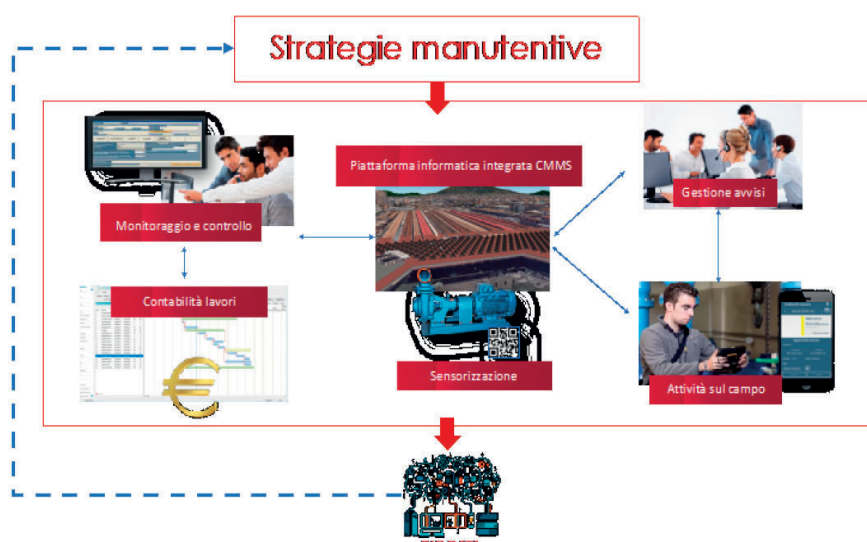 Strategie manutentive
Piattaforma informatica integrata CMMS
Gestione avvisi
Monitoraggio e controllo
Contabilità lavori
Sensorizzazione
Attività sul campo